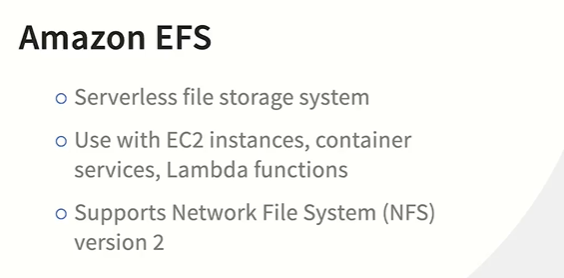 Amazon EFS
Serverless file storage system
Use with EC2 instances, container
services, Lambda functions
Supports Network File System (NFS)
version 2